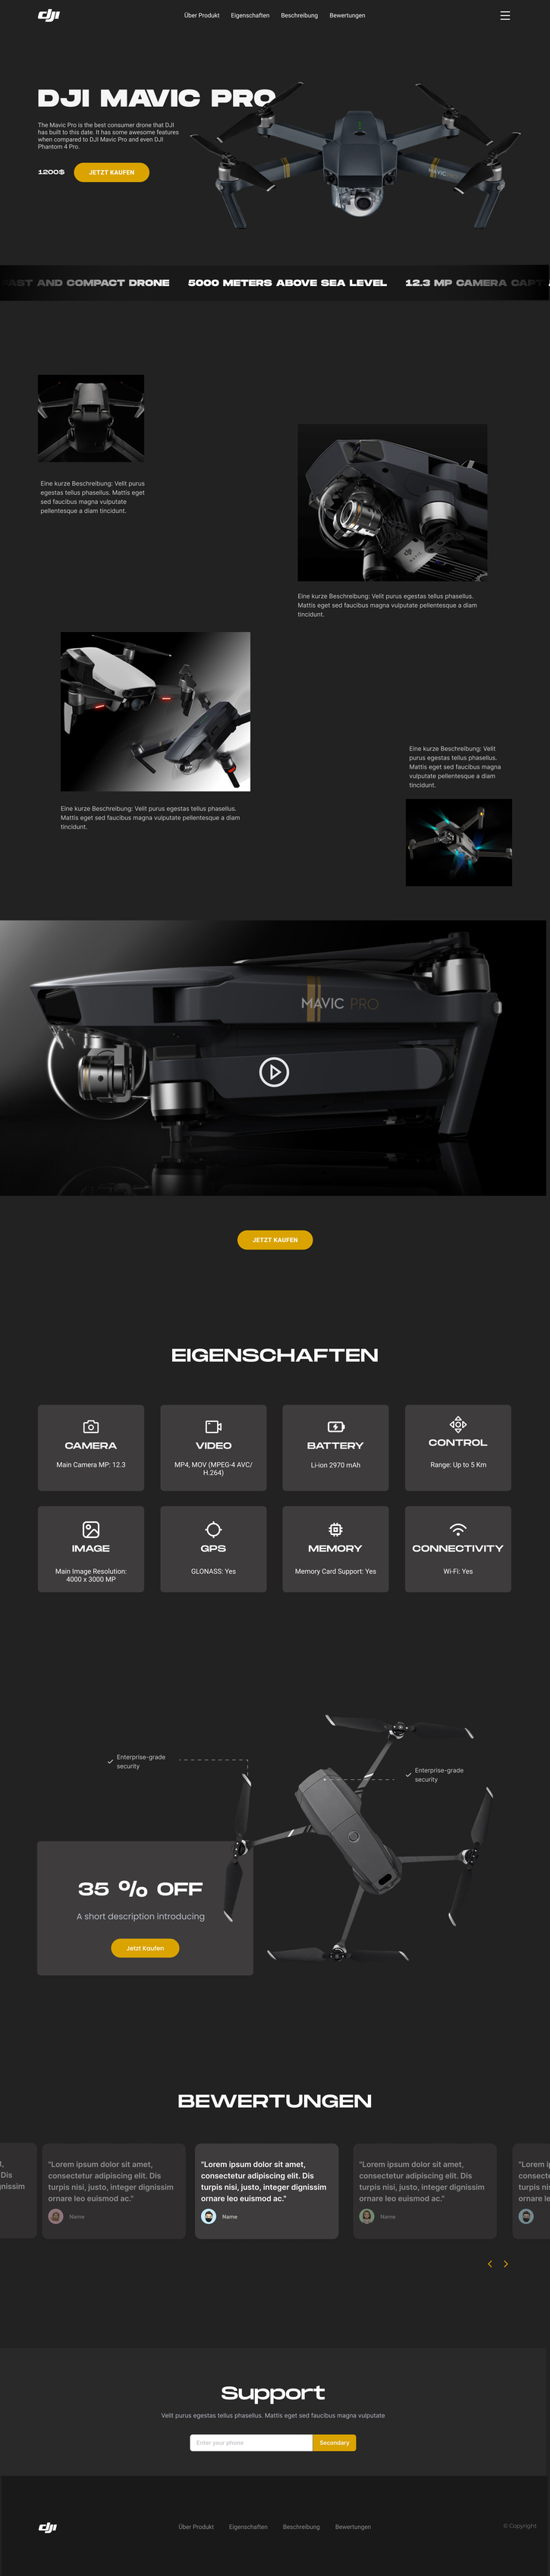 dji
Über Produkt Eigenschaften Beschreibung Bewertungen
DJI MAVIC PRO
The Mavic Pro is the best consumer drone that DJI
has built to this date. It has some awesome features
when compared to DJI Mavic Pro and even DJI
Phantom 4 Pro.
1200$ JETZT KAUFEN
MAVIC PRO
FAST AND COMPACT DRONE 5000 METERS ABOVE SEA LEVEL 12.3 MP CAMERA CAPT
Eine kurze Beschreibung: Velit purus
egestas tellus phasellus. Mattis eget
sed faucibus magna vulputate
pellentesque a diam tincidunt.
Eine kurze Beschreibung: Velit purus egestas tellus phasellus.
Mattis eget sed faucibus magna vulputate pellentesque a diam
tincidunt.
Eine kurze Beschreibung: Velit purus egestas tellus phasellus.
Mattis eget sed faucibus magna vulputate pellentesque a diam
tincidunt.
Eine kurze Beschreibung: Velit
purus egestas tellus phasellus.
Mattis eget sed faucibus magna
vulputate pellentesque a diam
tincidunt.
MAVIC PRO
JETZT KAUFEN
EIGENSCHAFTEN
CAMERA
Main Camera MP: 12.3
VIDEO
MP4, MOV (MPEG-4 AVC/
H.264)
BATTERY
Li-ion 2970 mAh
CONTROL
Range: Up to 5 Km
IMAGE
Main Image Resolution:
4000 x 3000 MP
GPS
GLONASS: Yes
MEMORY
Memory Card Support: Yes
CONNECTIVITY
Wi-Fi: Yes
Enterprise-grade
security
Enterprise-grade
security
35 % OFF
A short description introducing
Jetzt Kaufen
BEWERTUNGEN
Dis
"Lorem ipsum dolor sit amet,
consectetur adipiscing elit. Dis
turpis nisi, justo, integer dignissim
ornare leo euismod ac."
Name
"Lorem ipsum dolor sit amet,
consectetur adipiscing elit. Dis
turpis nisi, justo, integer dignissim
ornare leo euismod ac."
Name
"Lorem ipsum dolor sit amet,
consectetur adipiscing elit. Dis
turpis nisi, justo, integer dignissim
ornare leo euismod ac."
Name
"Lorem
Support
Velit purus egestas tellus phasellus. Mattis eget sed faucibus magna vulputate
Enter your phone Secondary
dji
Über Produkt Eigenschaften Beschreibung Bewertungen
© Copyright